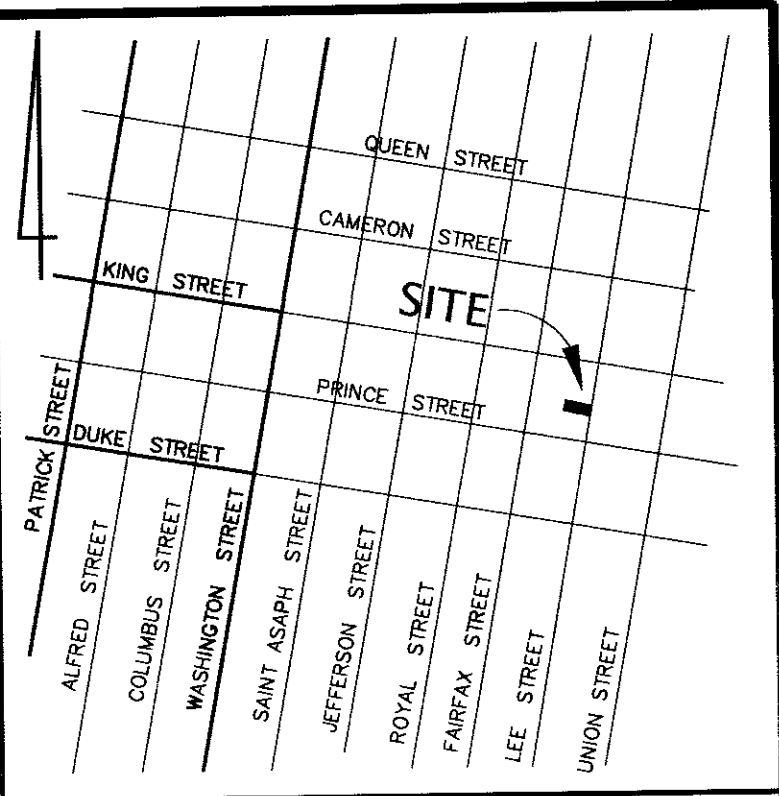 QUEEN STREET
CAMERON STREET
KING STREET
SITE
PRINCE STREET
DUKE STREET
PATRICK STREET
ALFRED STREET
COLUMBUS STREET
WASHINGTON STREET
SAINT ASAPH STREET
JEFFERSON STREET
ROYAL STREET
FAIRFAX STREET
LEE STREET
UNION STREET